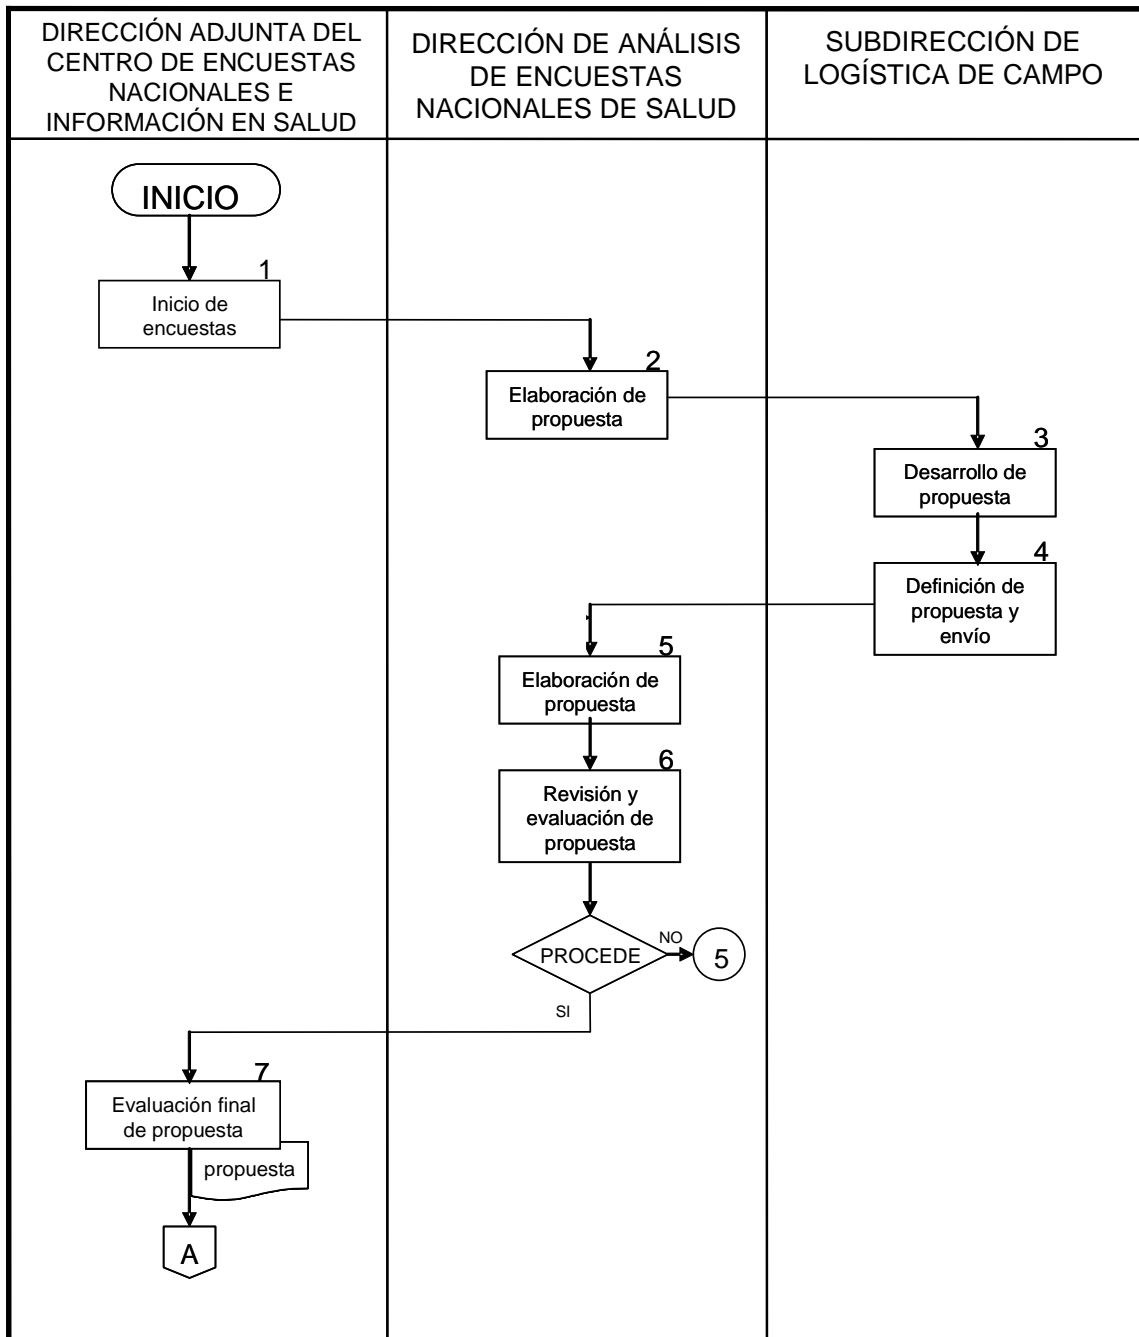 DIRECCIÓN ADJUNTA DEL
CENTRO DE ENCUESTAS
NACIONALES E
INFORMACIÓN EN SALUD
DIRECCIÓN DE ANÁLISIS
DE ENCUESTAS
NACIONALES DE SALUD
SUBDIRECCIÓN DE
LOGÍSTICA DE CAMPO
INICIO
1
Inicio de
encuestas
2
Elaboración de
propuesta
3
Desarrollo de
propuesta
4
Definición de
propuesta y
envío
5
Elaboración de
propuesta
6
Revisión y
evaluación de
propuesta
PROCEDE
NO
5
SI
7
Evaluación final
de propuesta
propuesta
A